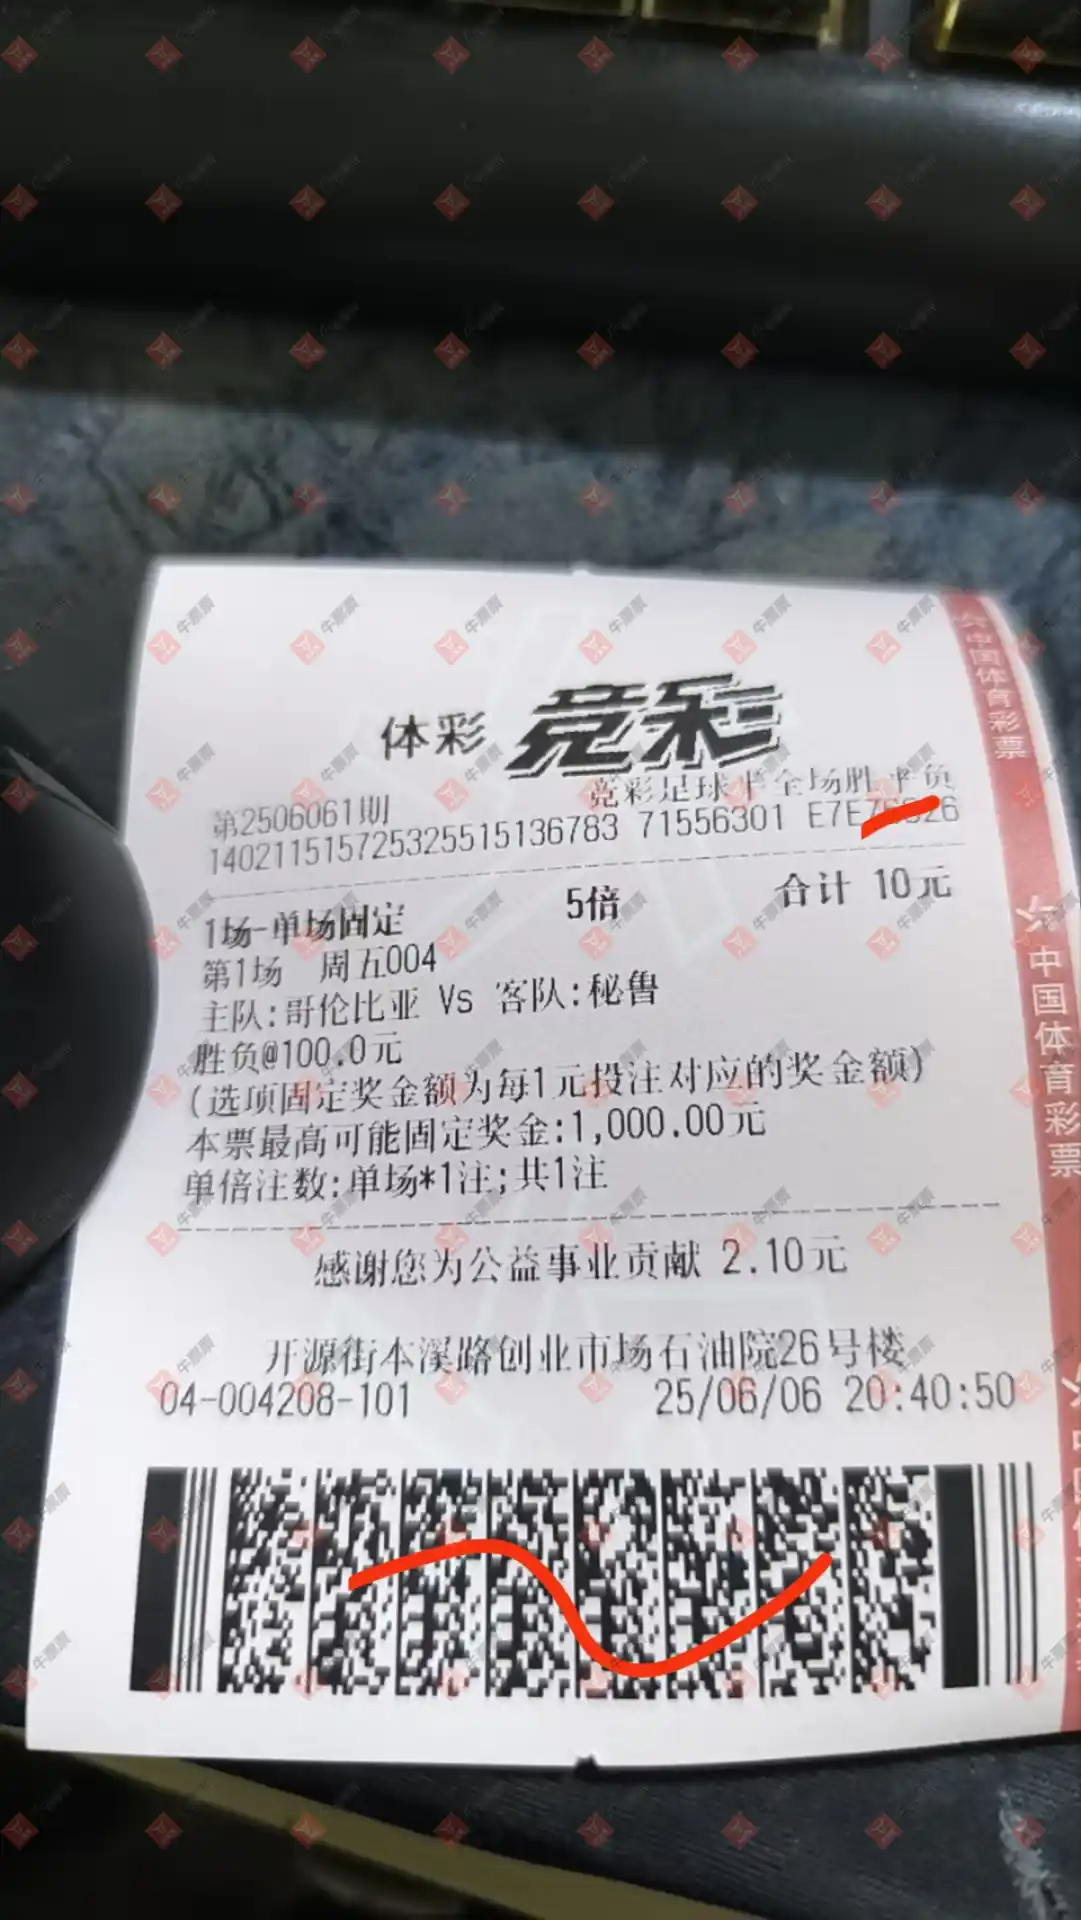 体彩 竞彩
竞彩足球半全场胜平负
第2506061期
140211515725325515136783 71556301
1场-单场固定 5倍 合计 10元
第1场 周五004
主队:哥伦比亚 Vs 客队:秘鲁
胜负@100.0元
(选项固定奖金额为每1元投注对应的奖金额)
本票最高可能固定奖金:1,000.00元
单倍注数:单场*1注;共1注
感谢您为公益事业贡献 2.10元
开源街本溪路创业市场石油院26号楼
04-004208-101 25/06/06 20:40:50
中国体育彩票
中国体育彩票
牛票票